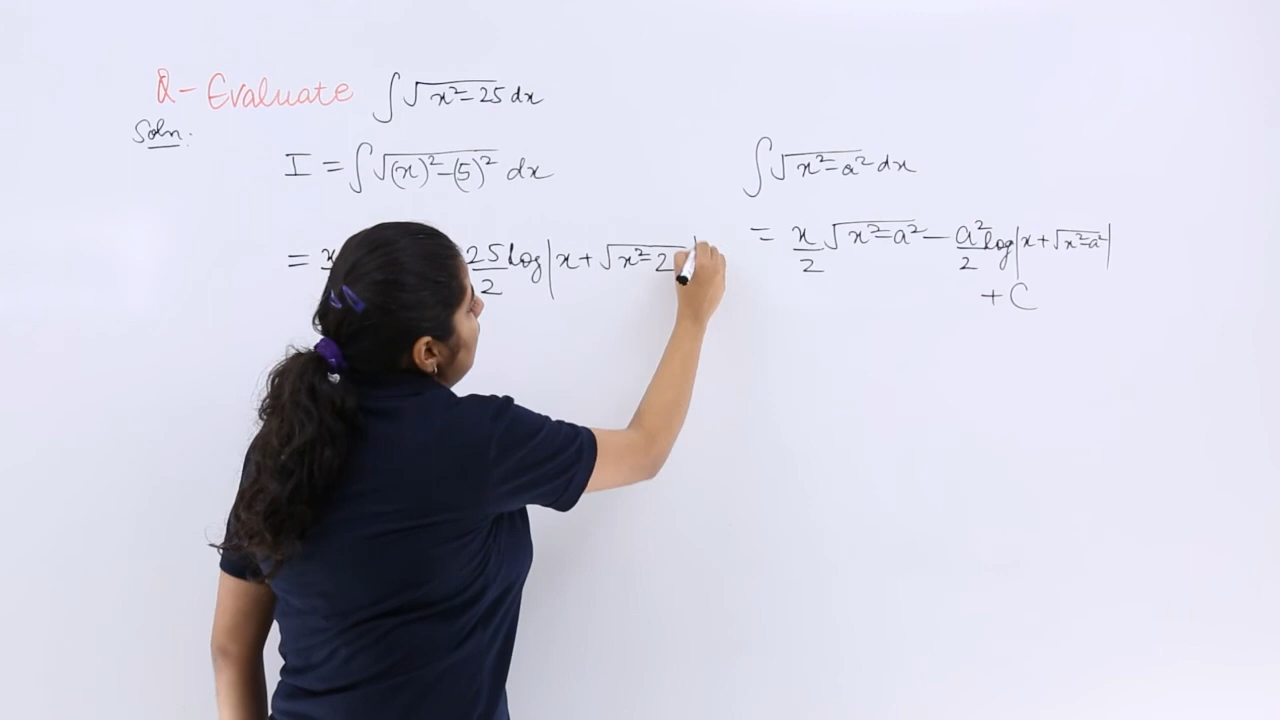 Q- Evaluate ∫√(x²-25) dx
Soln.
I = ∫√((x)²-(5)²) dx
= 25/2 log|x+√(x²-2
∫√(x²-a²) dx
= x/2 √(x²-a²) - a²/2 log|x+√(x²-a²)|
+ C